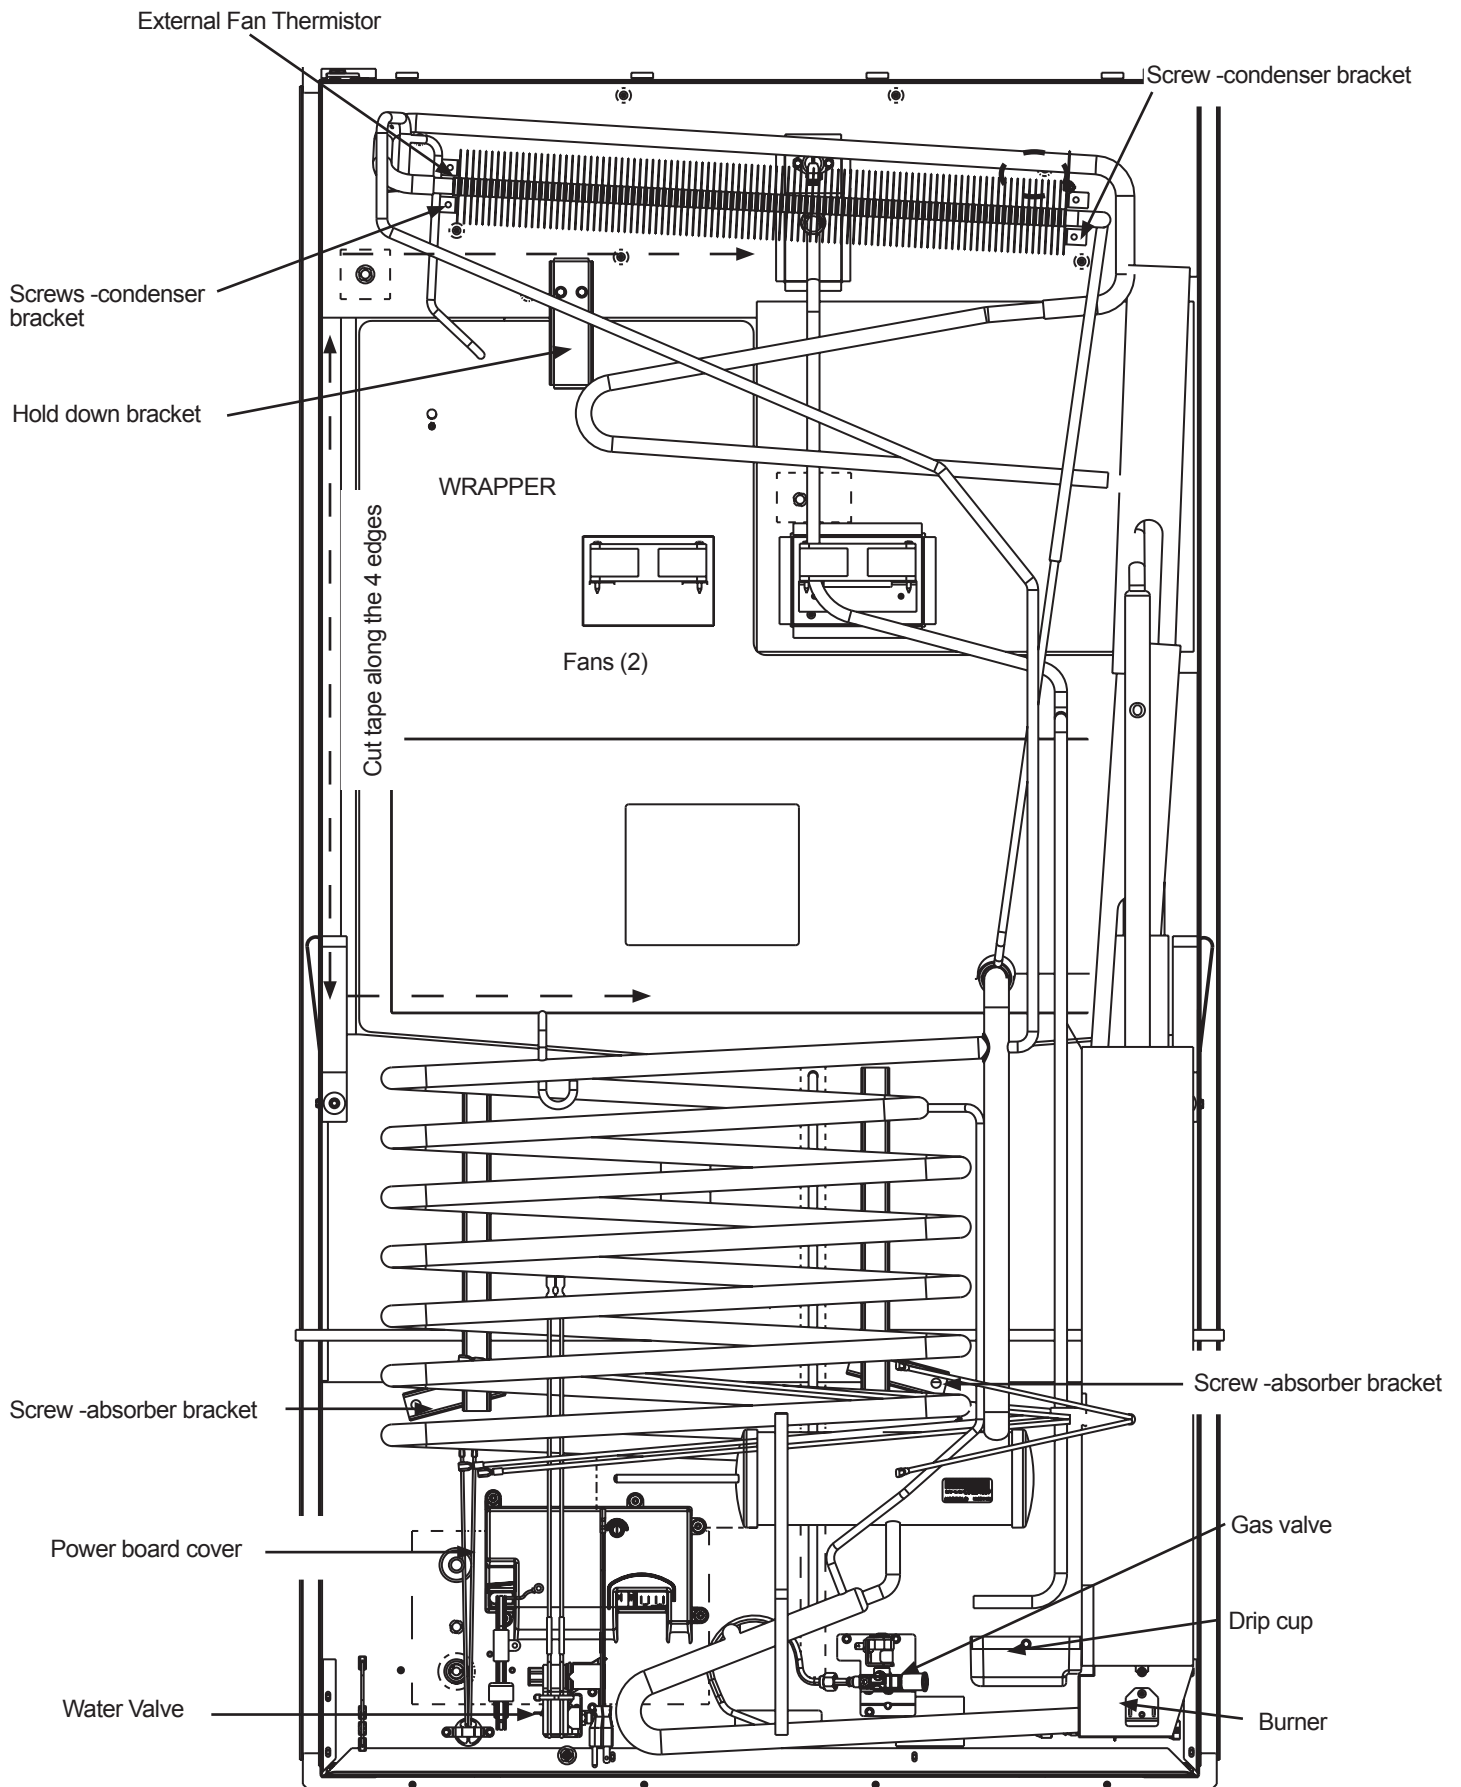 External Fan Thermistor
Screw -condenser bracket
Screws -condenser
bracket
Hold down bracket
WRAPPER
Cut tape along the 4 edges
Fans (2)
Screw -absorber bracket
Screw -absorber bracket
Gas valve
Power board cover
Drip cup
Water Valve
Burner